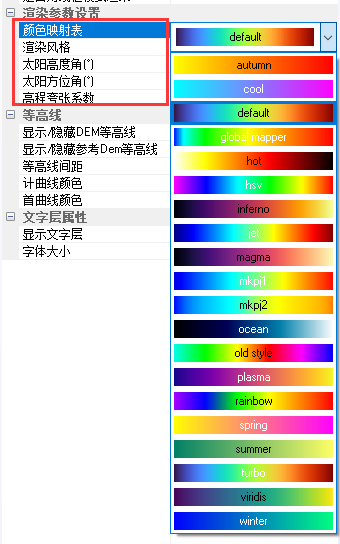 渲染参数设置
颜色映射表
default
渲染风格
太阳高度角(°)
太阳方位角(°)
高程夸张系数
等高线
显示/隐藏DEM等高线
显示/隐藏参考Dem等高线
等高线间距
计曲线颜色
首曲线颜色
文字层属性
显示文字层
字体大小
autumn
cool
default
global mapper
hot
hsv
inferno
jet
magma
mkpj1
mkpj2
ocean
old style
plasma
rainbow
spring
summer
turbo
viridis
winter